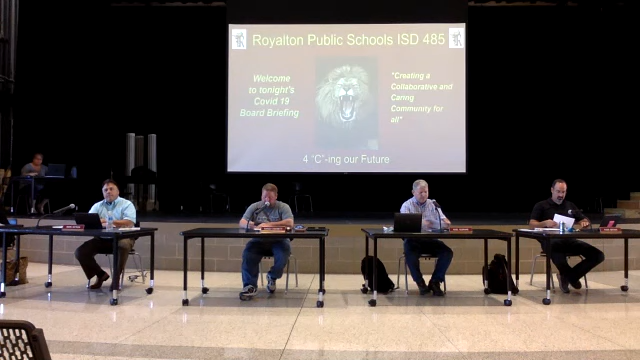 Royalton Public Schools ISD 485
Welcome
to tonight's
Covid 19
Board Briefing
"Creating a
Collaborative and
Caring
Community for
all"
4 "C"-ing our Future